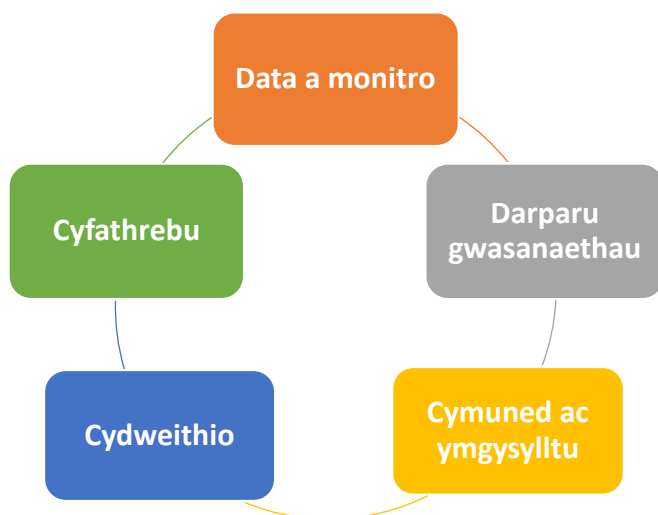 Data a monitro
Darparu
gwasanaethau
Cymuned ac
ymgysylltu
Cydweithio
Cyfathrebu